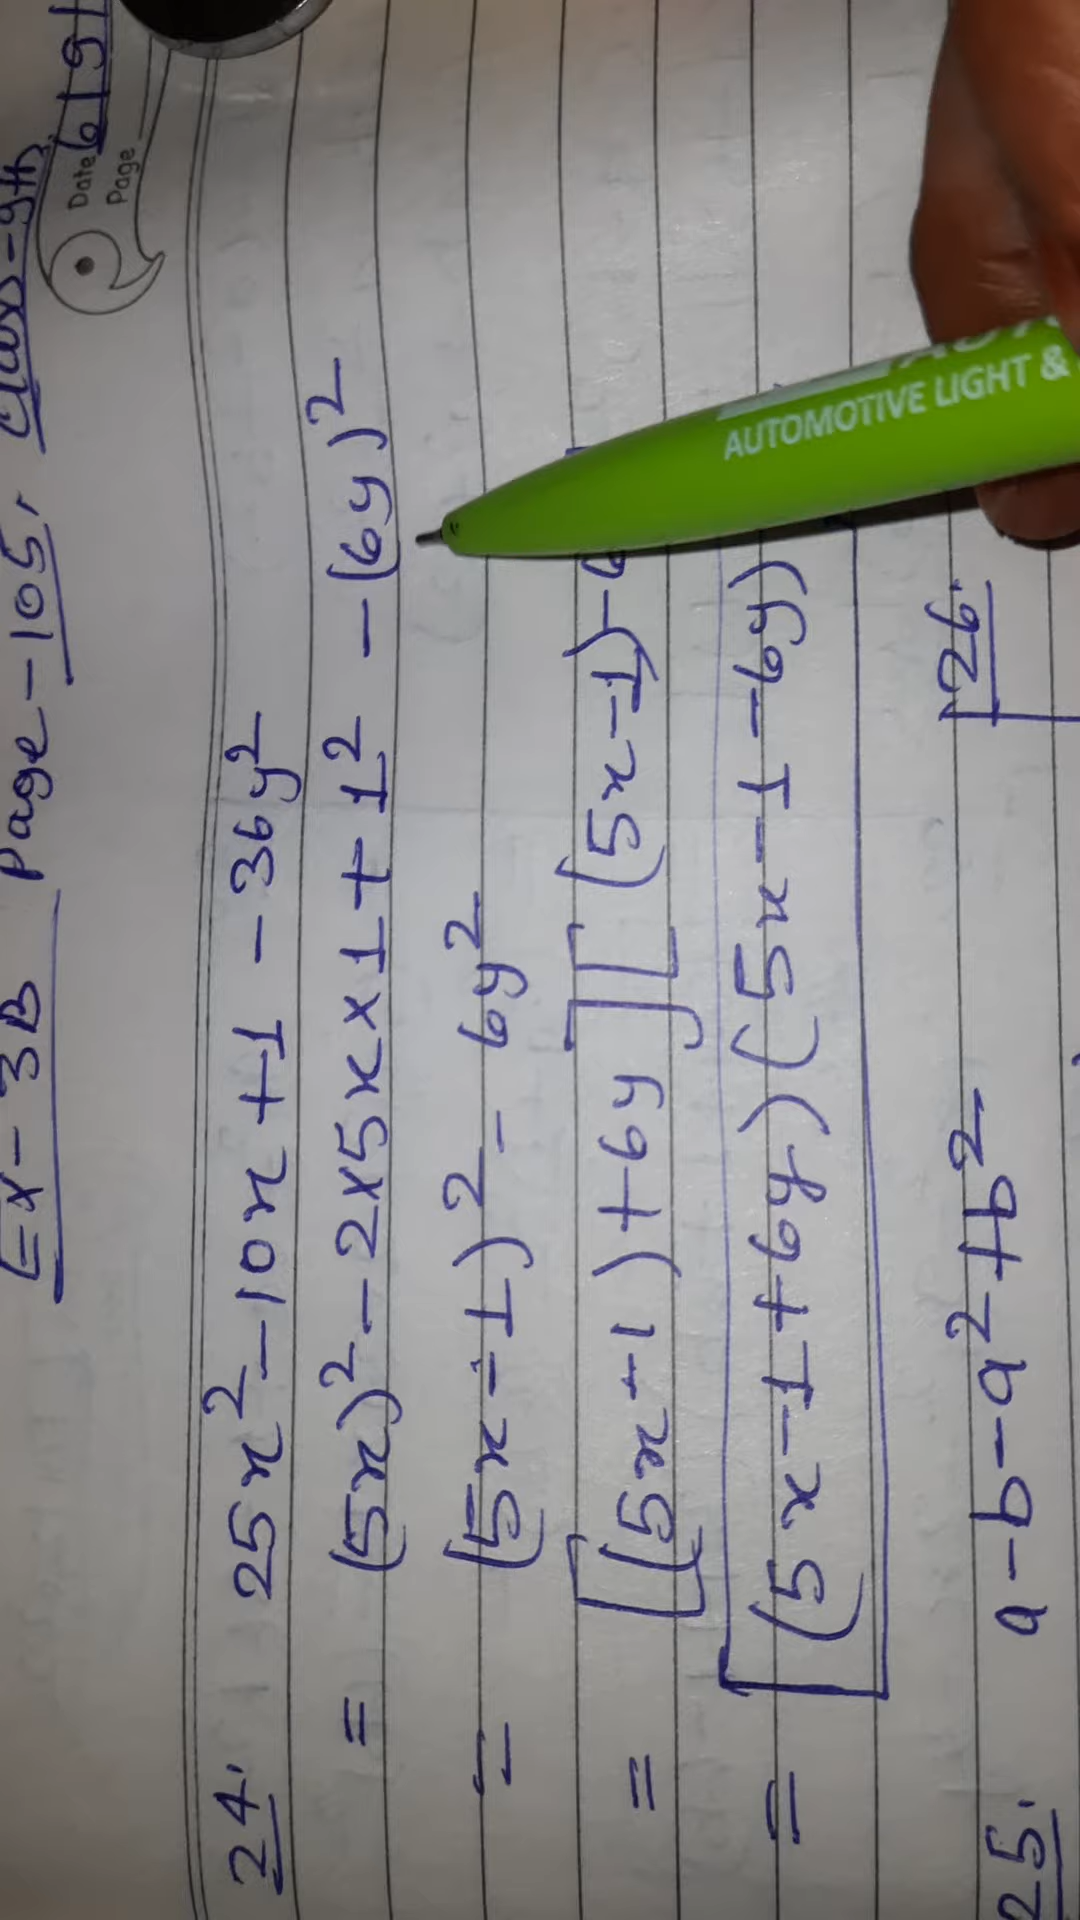 Ex-3B Page-105, Class-9th
Date 6/9/
Page
24. 25x²-10x+1-36y²
= (5x)²-2×5x×1+1²-(6y)²
= (5x-1)²-6y²
= [(5x-1)+6y][(5x-1)-6
= (5x-1+6y)(5x-1-6y)
25. a-b-a²+b²
26.
AUTOMOTIVE LIGHT &